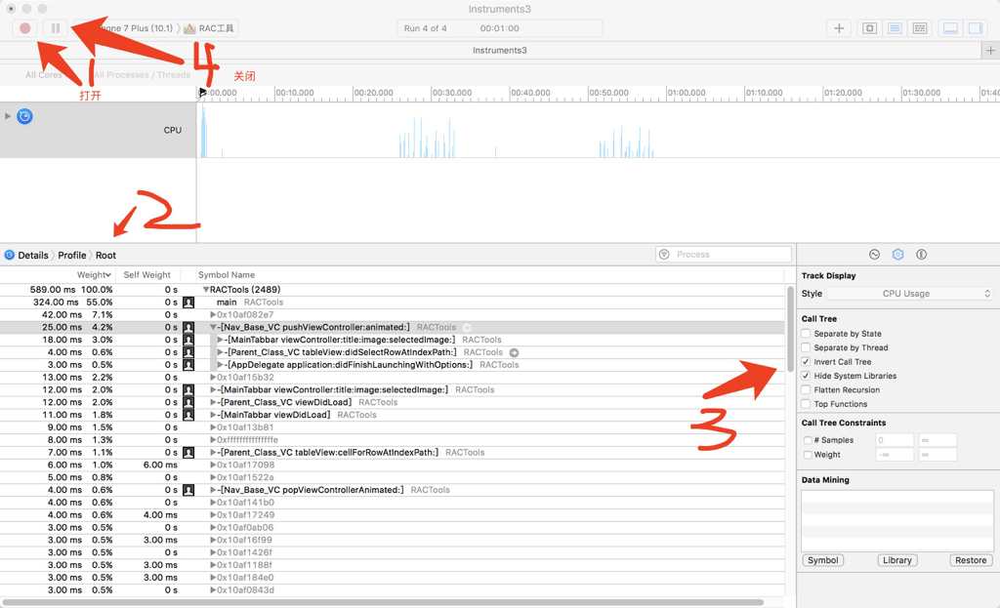 Instruments3
one 7 Plus (10.1) RAC工具
Run 4 of 4 00:01:00
Instruments3
All Cores All Processes / Threads
1
打开
4
关闭
00:00.000 00:10.000 00:20.000 00:30.000 00:40.000 00:50.000 01:00.000 01:10.000 01:20.000 01:30.000 01:40
CPU
2
Details Profile Root
Process
Weight Self Weight Symbol Name
589.00 ms 100.0% 0 s RACTools (2489)
324.00 ms 55.0% 0 s main RACTools
42.00 ms 7.1% 0 s 0x10af082e7
25.00 ms 4.2% 0 s -[Nav_Base_VC pushViewController:animated:] RACTools
18.00 ms 3.0% 0 s -[MainTabbar viewController:title:image:selectedImage:] RACTools
4.00 ms 0.6% 0 s -[Parent_Class_VC tableView:didSelectRowAtIndexPath:] RACTools
3.00 ms 0.5% 0 s -[AppDelegate application:didFinishLaunchingWithOptions:] RACTools
13.00 ms 2.2% 0 s 0x10af15b32
12.00 ms 2.0% 0 s -[MainTabbar viewController:title:image:selectedImage:] RACTools
12.00 ms 2.0% 0 s -[Parent_Class_VC viewDidLoad] RACTools
11.00 ms 1.8% 0 s -[MainTabbar viewDidLoad] RACTools
9.00 ms 1.5% 0 s 0x10af13b81
8.00 ms 1.3% 0 s 0xfffffffffffffffe
7.00 ms 1.1% 0 s -[Parent_Class_VC tableView:cellForRowAtIndexPath:] RACTools
6.00 ms 1.0% 6.00 ms 0x10af17098
5.00 ms 0.8% 0 s 0x10af1522a
4.00 ms 0.6% 0 s -[Nav_Base_VC popViewControllerAnimated:] RACTools
4.00 ms 0.6% 0 s 0x10af141b0
4.00 ms 0.6% 4.00 ms 0x10af17249
3.00 ms 0.5% 0 s 0x10af0ab06
3.00 ms 0.5% 3.00 ms 0x10af16f99
3.00 ms 0.5% 0 s 0x10af1426f
3.00 ms 0.5% 3.00 ms 0x10af1188f
3.00 ms 0.5% 3.00 ms 0x10af184e0
3.00 ms 0.5% 0 s 0x10af0843d
3
E
Track Display
Style CPU Usage
Call Tree
Separate by State
Separate by Thread
Invert Call Tree
Hide System Libraries
Flatten Recursion
Top Functions
Call Tree Constraints
# Samples 0 ∞
Weight -∞ ∞
Data Mining
Symbol Library Restore